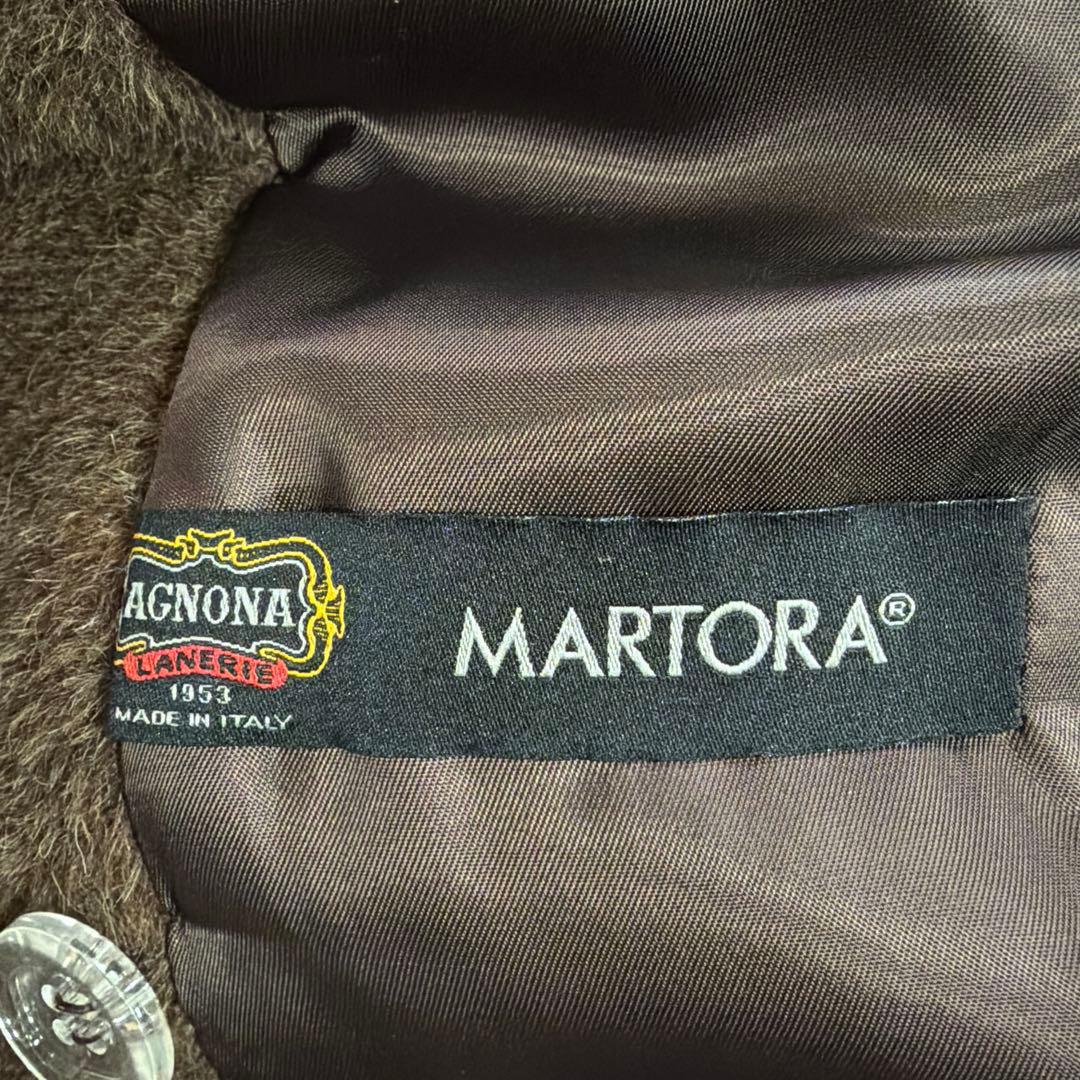 AGNONA
LANERIE
1953
MADE IN ITALY
MARTORA®